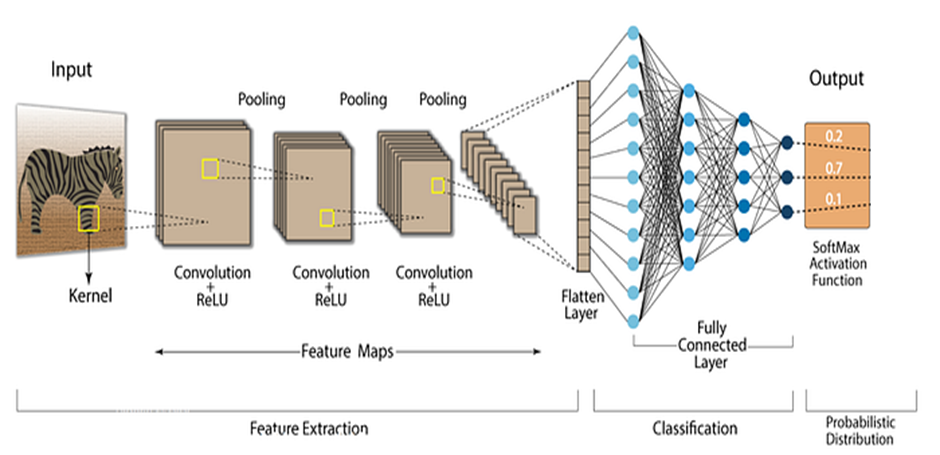 Input
Output
Pooling
Pooling
Pooling
0.2
0.7
0.1
Kernel
Convolution
+
ReLU
Convolution
+
ReLU
Convolution
+
ReLU
Flatten
Layer
SoftMax
Activation
Function
Feature Maps
Fully
Connected
Layer
Feature Extraction
Classification
Probabilistic
Distribution